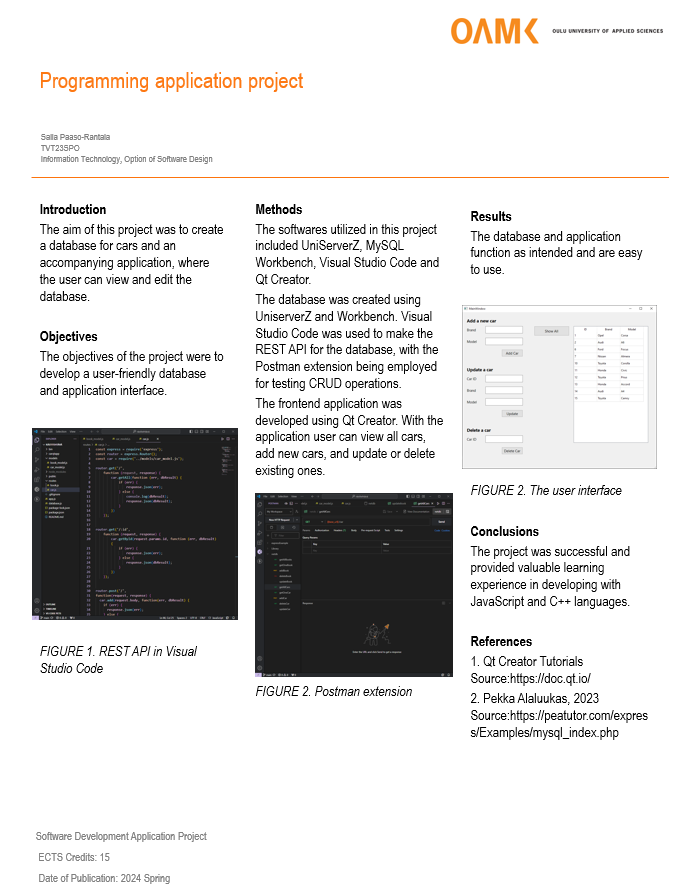 OAMK
OULU UNIVERSITY OF APPLIED SCIENCES
Programming application project
Salla Paaso-Rantala
TVT23SPO
Information Technology, Option of Software Design
Introduction
The aim of this project was to create
a database for cars and an
accompanying application, where
the user can view and edit the
database.
Objectives
The objectives of the project were to
develop a user-friendly database
and application interface.
FIGURE 1. REST API in Visual
Studio Code
Methods
The softwares utilized in this project
included UniServerZ, MySQL
Workbench, Visual Studio Code and
Qt Creator.
The database was created using
UniserverZ and Workbench. Visual
Studio Code was used to make the
REST API for the database, with the
Postman extension being employed
for testing CRUD operations.
The frontend application was
developed using Qt Creator. With the
application user can view all cars,
add new cars, and update or delete
existing ones.
FIGURE 2. Postman extension
Results
The database and application
function as intended and are easy
to use.
Add a new car
Brand
Model
Add Car
Show All
Update a car
Car ID
Brand
Model
Update
Delete a car
Car ID
Delete Car
ID Brand Model
FIGURE 2. The user interface
Conclusions
The project was successful and
provided valuable learning
experience in developing with
JavaScript and C++ languages.
References
1. Qt Creator Tutorials
Source:https://doc.qt.io/
2. Pekka Alaluukas, 2023
Source:https://peatutor.com/expres
s/Examples/mysql_index.php
Software Development Application Project
ECTS Credits: 15
Date of Publication: 2024 Spring